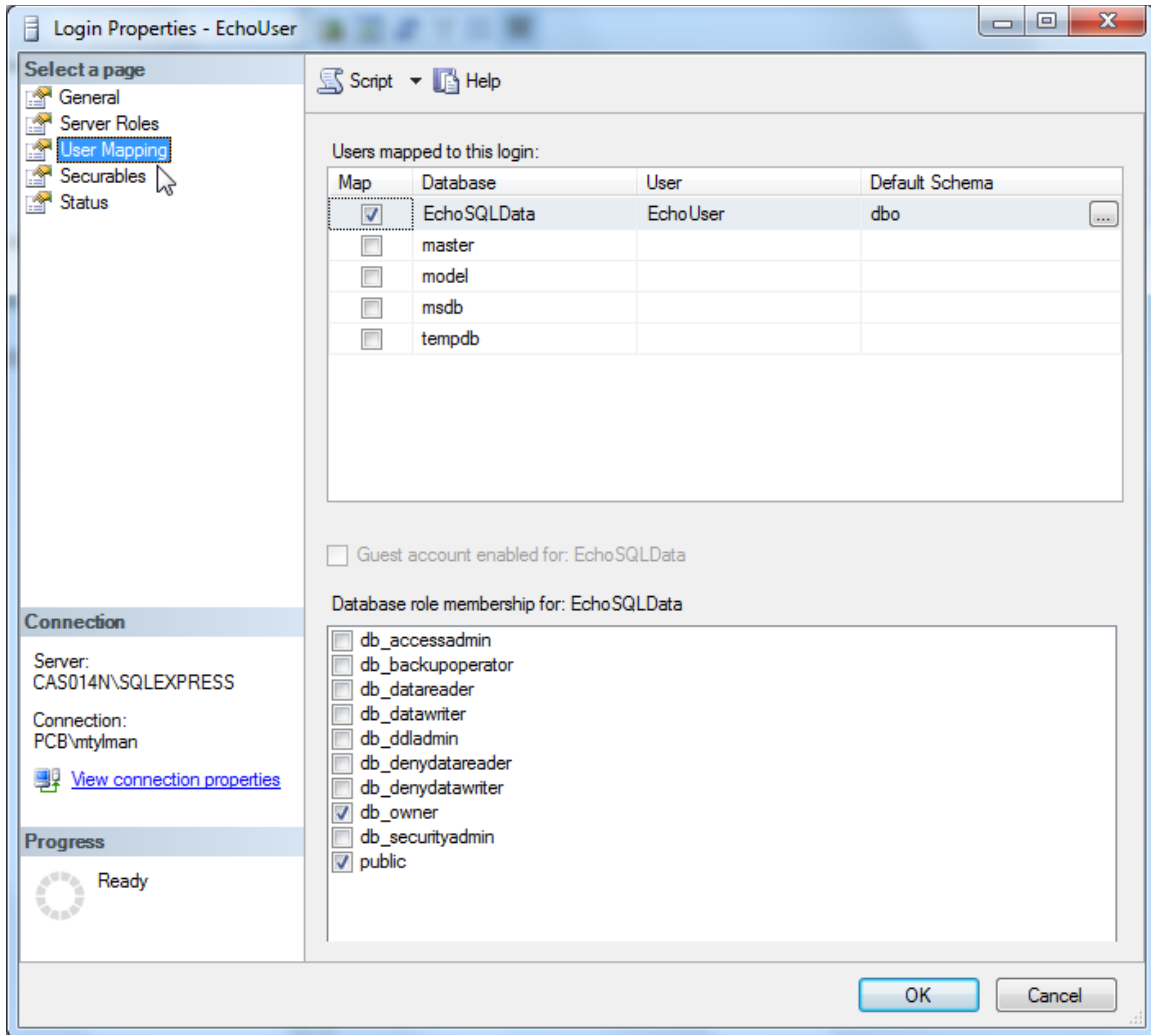 Login Properties - EchoUser
Select a page
General
Server Roles
User Mapping
Securables
Status
Script
Help
Users mapped to this login:
Map Database User Default Schema
EchoSQLData EchoUser dbo ...
master
model
msdb
tempdb
Guest account enabled for: EchoSQLData
Database role membership for: EchoSQLData
db_accessadmin
db_backupoperator
db_datareader
db_datawriter
db_ddladmin
db_denydatareader
db_denydatawriter
db_owner
db_securityadmin
public
Connection
Server:
CAS014N\SQLEXPRESS
Connection:
PCB\mtylman
View connection properties
Progress
Ready
OK
Cancel